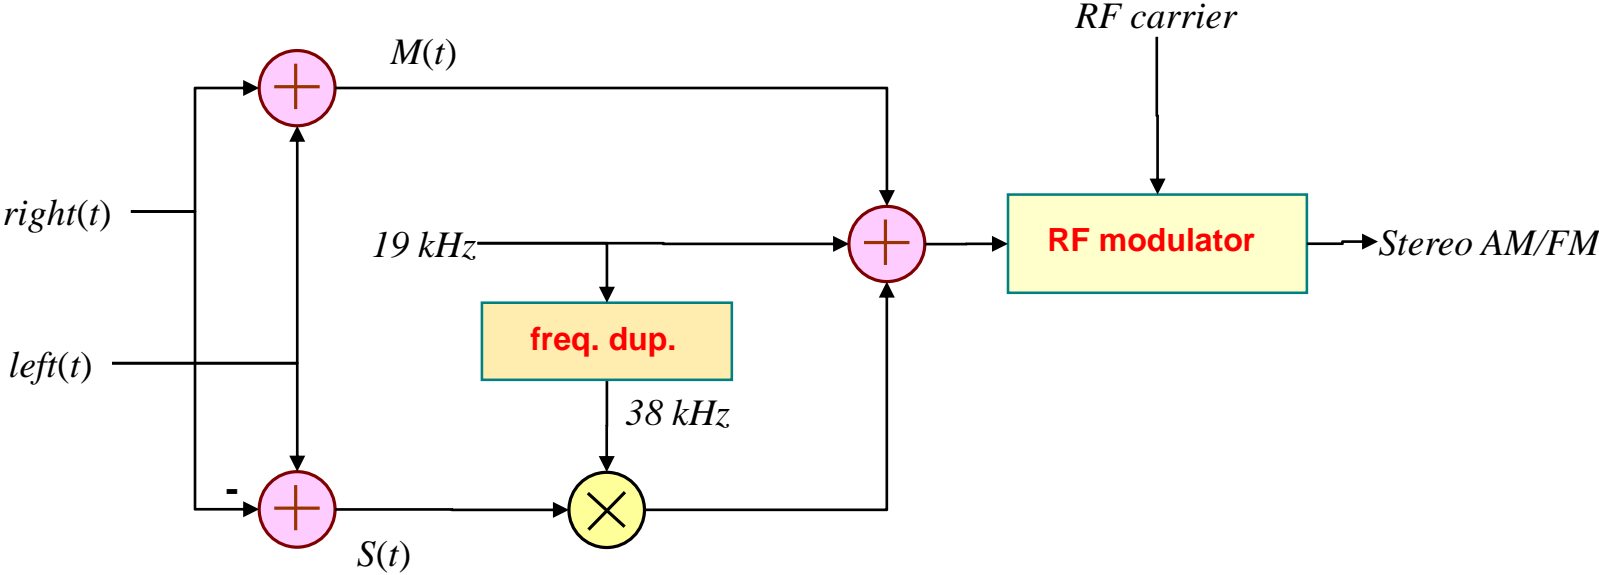 RF carrier
M(t)
right(t)
19 kHz
RF modulator
Stereo AM/FM
freq. dup.
left(t)
38 kHz
-
S(t)